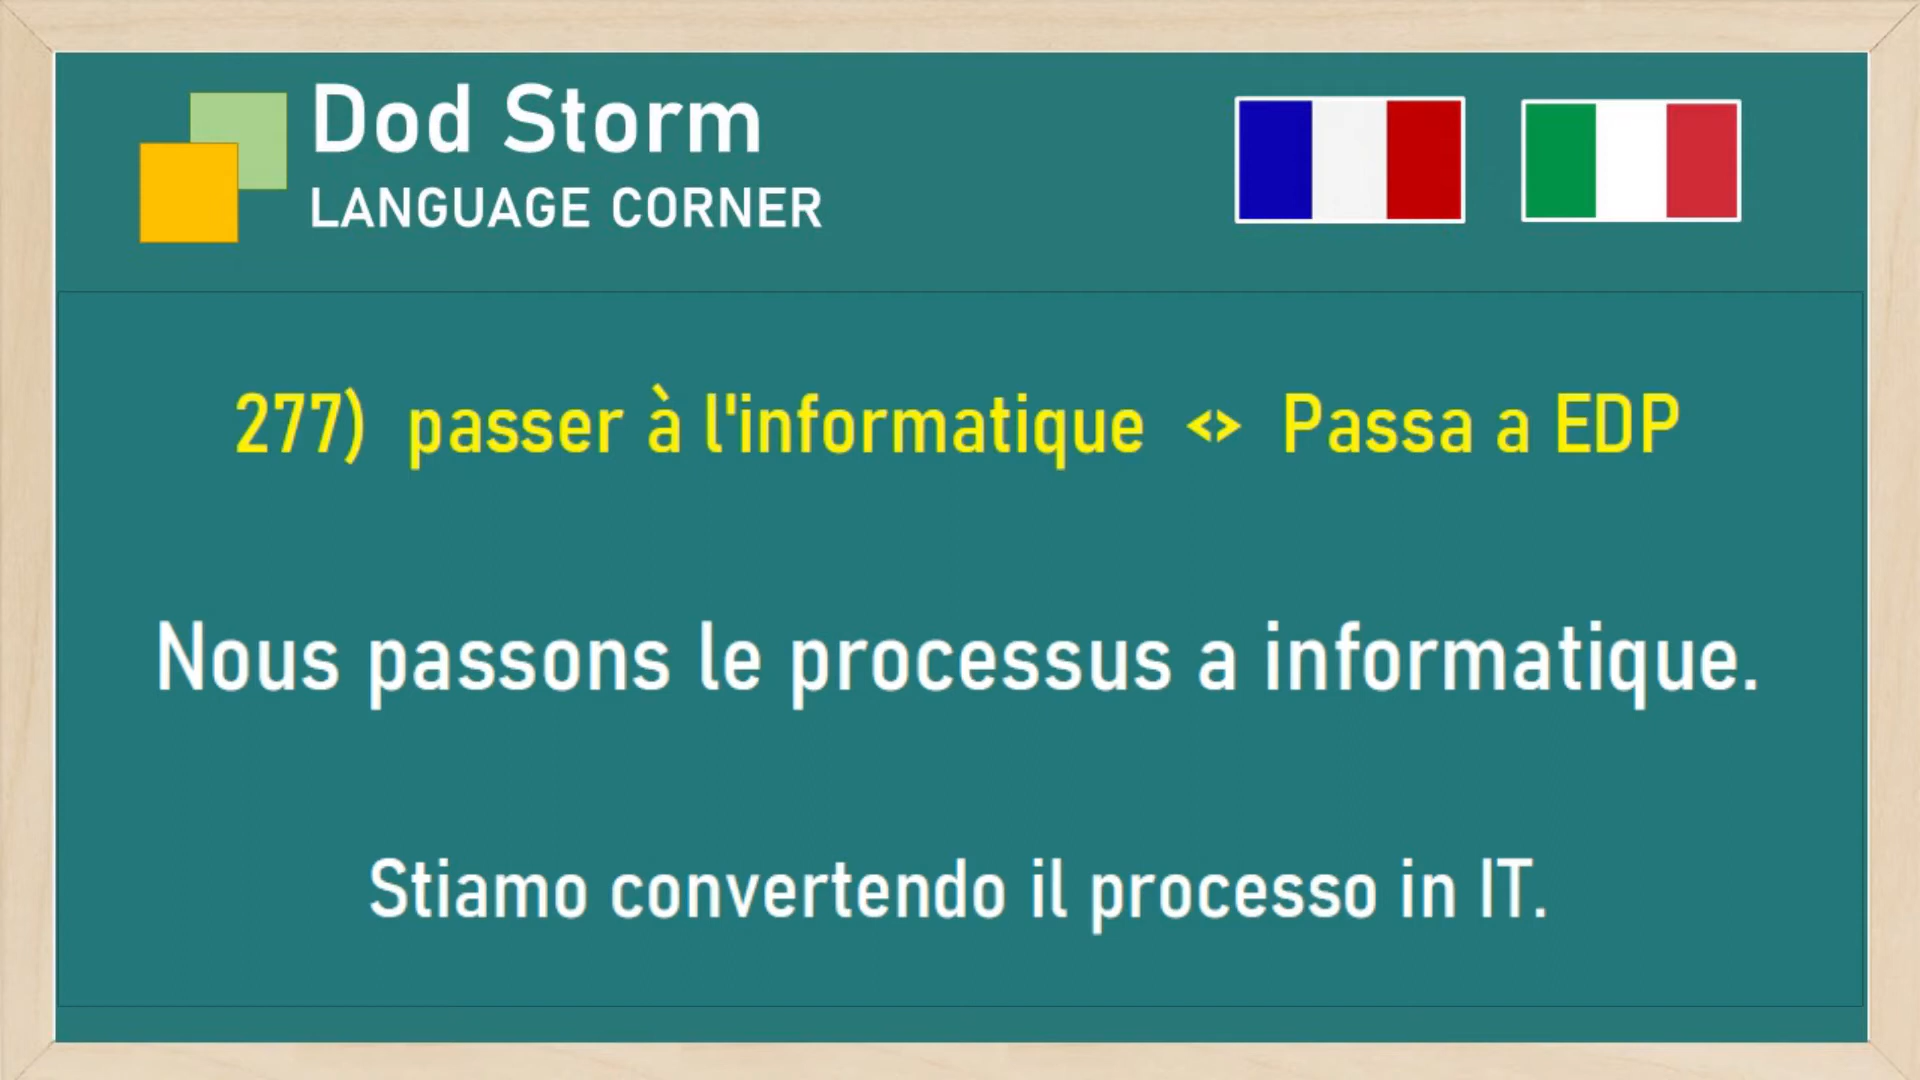 Dod Storm
LANGUAGE CORNER
277) passer à l'informatique <> Passa a EDP
Nous passons le processus a informatique.
Stiamo convertendo il processo in IT.